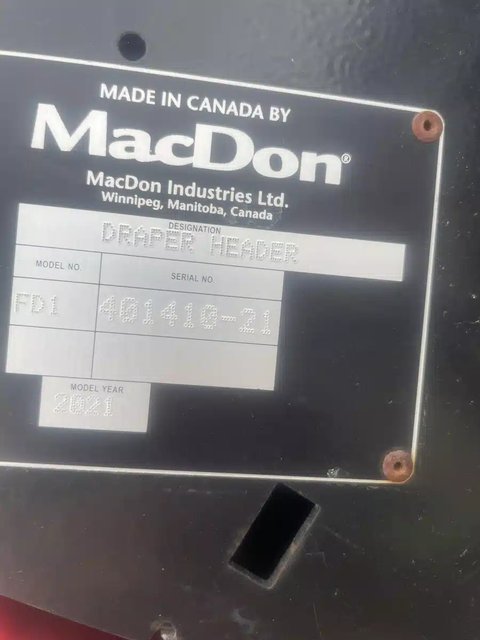 MADE IN CANADA BY
MacDon®
MacDon Industries Ltd.
Winnipeg, Manitoba, Canada
DESIGNATION
DRAPER HEADER
MODEL NO.
SERIAL NO
FD1
401410-21
MODEL YEAR
2021